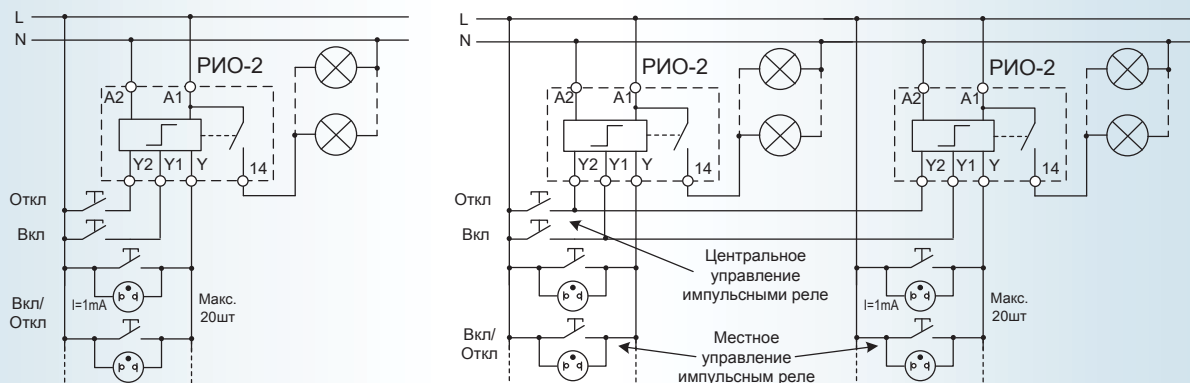 L
N
РИО-2
A2
A1
Y2
Y1
Y
14
Откл
Вкл
I=1mA
Макс.
20шт
Вкл/
Откл
L
N
РИО-2
A2
A1
Y2
Y1
Y
14
РИО-2
A2
A1
Y2
Y1
Y
14
Откл
Вкл
Центральное
управление
импульсными реле
I=1mA
Макс.
20шт
Вкл/
Откл
Местное
управление
импульсным реле